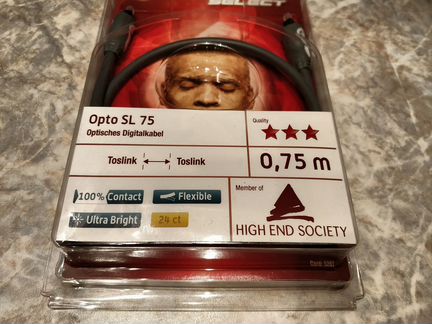 SELECT
Opto SL 75
Optisches Digitalkabel
Quality
Toslink Toslink
0,75 m
100% Contact
Flexible
Ultra Bright
24 ct
Member of
HIGH END SOCIETY